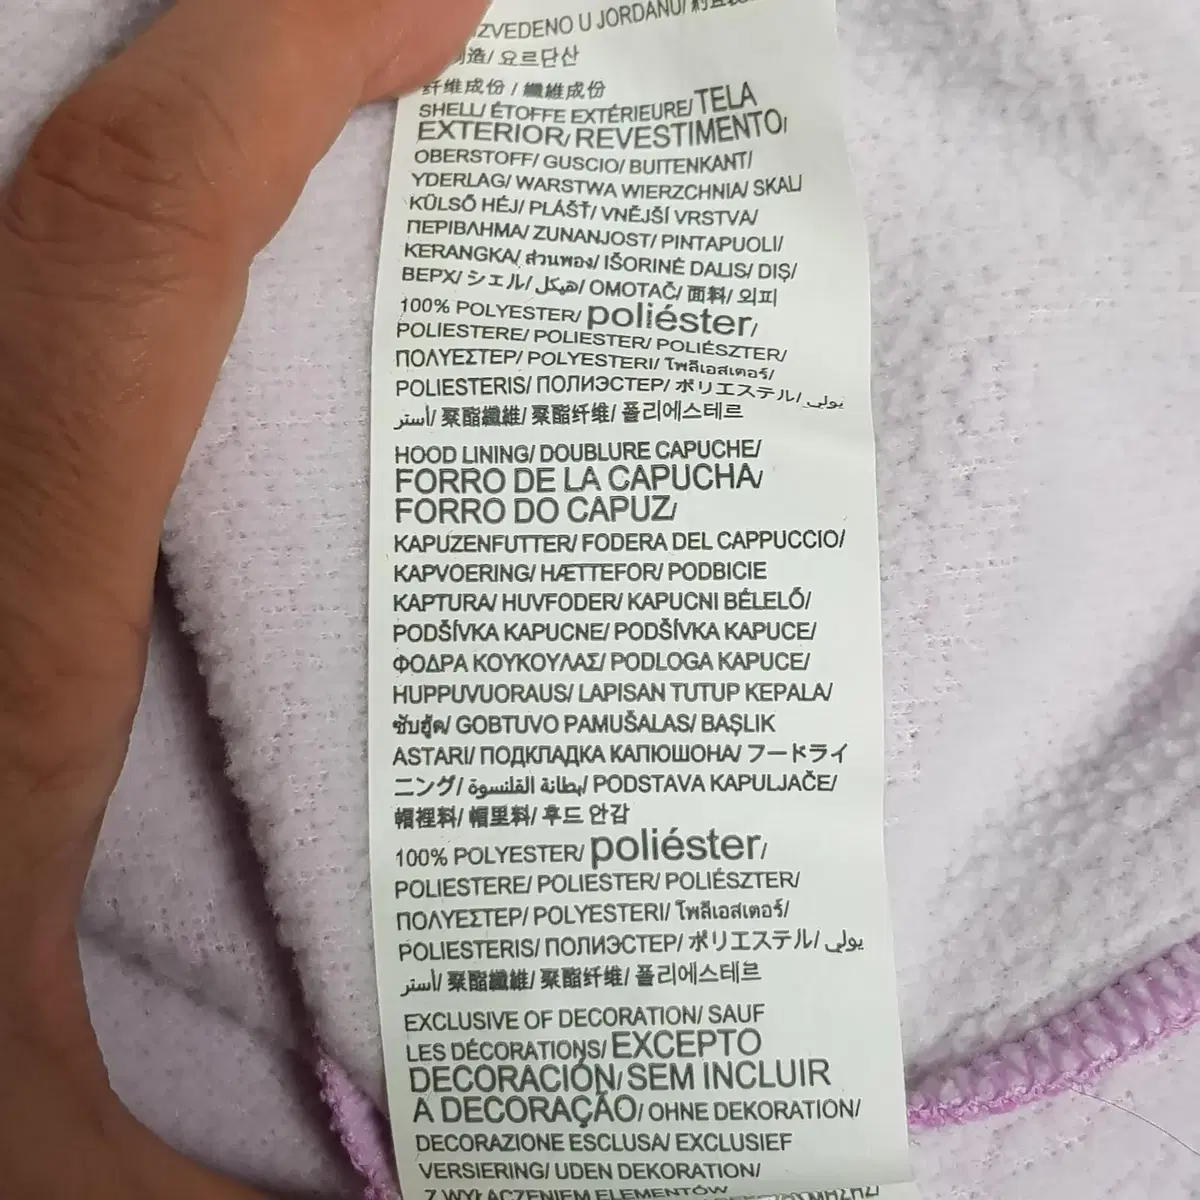 IZVEDENO U JORDANU/ 約旦製
制造/ 요르단산
纤维成份 / 纖維成份
SHELL/ ÉTOFFE EXTÉRIEURE/ TELA
EXTERIOR/ REVESTIMENTO/
OBERSTOFF/ GUSCIO/ BUITENKANT/
YDERLAG/ WARSTWA WIERZCHNIA/ SKAL/
KÜLSŐ HÉJ/ PLÁŠŤ/ VNĚJŠÍ VRSTVA/
ΠΕΡΙΒΛΗΜΑ/ ZUNANJOST/ PINTAPUOLI/
KERANGKA/ ส่วนพอง/ IŠORINĖ DALIS/ DIŞ/
ВЕРХ/ シェル/ هيكل/ OMOTAČ/ 面料/ 외피
100% POLYESTER/ poliéster/
POLIESTERE/ POLIESTER/ POLIÉSZTER/
ΠΟΛΥΕΣΤΕΡ/ POLYESTERI/ โพลีเอสเตอร์/
POLIESTERIS/ ПОЛИЭСТЕР/ ポリエステル/ بولي
أستر/ 聚酯纖維/ 聚酯纤维/ 폴리에스테르
HOOD LINING/ DOUBLURE CAPUCHE/
FORRO DE LA CAPUCHA/
FORRO DO CAPUZ/
KAPUZENFUTTER/ FODERA DEL CAPPUCCIO/
KAPVOERING/ HÆTTEFOR/ PODBICIE
KAPTURA/ HUVFODER/ KAPUCNI BÉLELŐ/
PODŠÍVKA KAPUCNE/ PODŠÍVKA KAPUCE/
ΦΟΔΡΑ ΚΟΥΚΟΥΛΑΣ/ PODLOGA KAPUCE/
HUPPUVUORAUS/ LAPISAN TUTUP KEPALA/
ซับฮู้ด/ GOBTUVO PAMUŠALAS/ BAŞLIK
ASTARI/ ПОДКЛАДКА КАПЮШОНА/ フードライ
ニング/ بطانة القلنسوة/ PODSTAVA KAPULJAČE/
帽裡料/ 帽里料/ 후드 안감
100% POLYESTER/ poliéster/
POLIESTERE/ POLIESTER/ POLIÉSZTER/
ΠΟΛΥΕΣΤΕΡ/ POLYESTERI/ โพลีเอสเตอร์/
POLIESTERIS/ ПОЛИЭСТЕР/ ポリエステル/ بولي
أستر/ 聚酯纖維/ 聚酯纤维/ 폴리에스테르
EXCLUSIVE OF DECORATION/ SAUF
LES DÉCORATIONS/ EXCEPTO
DECORACIÓN/ SEM INCLUIR
A DECORAÇÃO/ OHNE DEKORATION/
DECORAZIONE ESCLUSA/ EXCLUSIEF
VERSIERING/ UDEN DEKORATION/
Z WYŁĄCZENIEM ELEMENTÓW